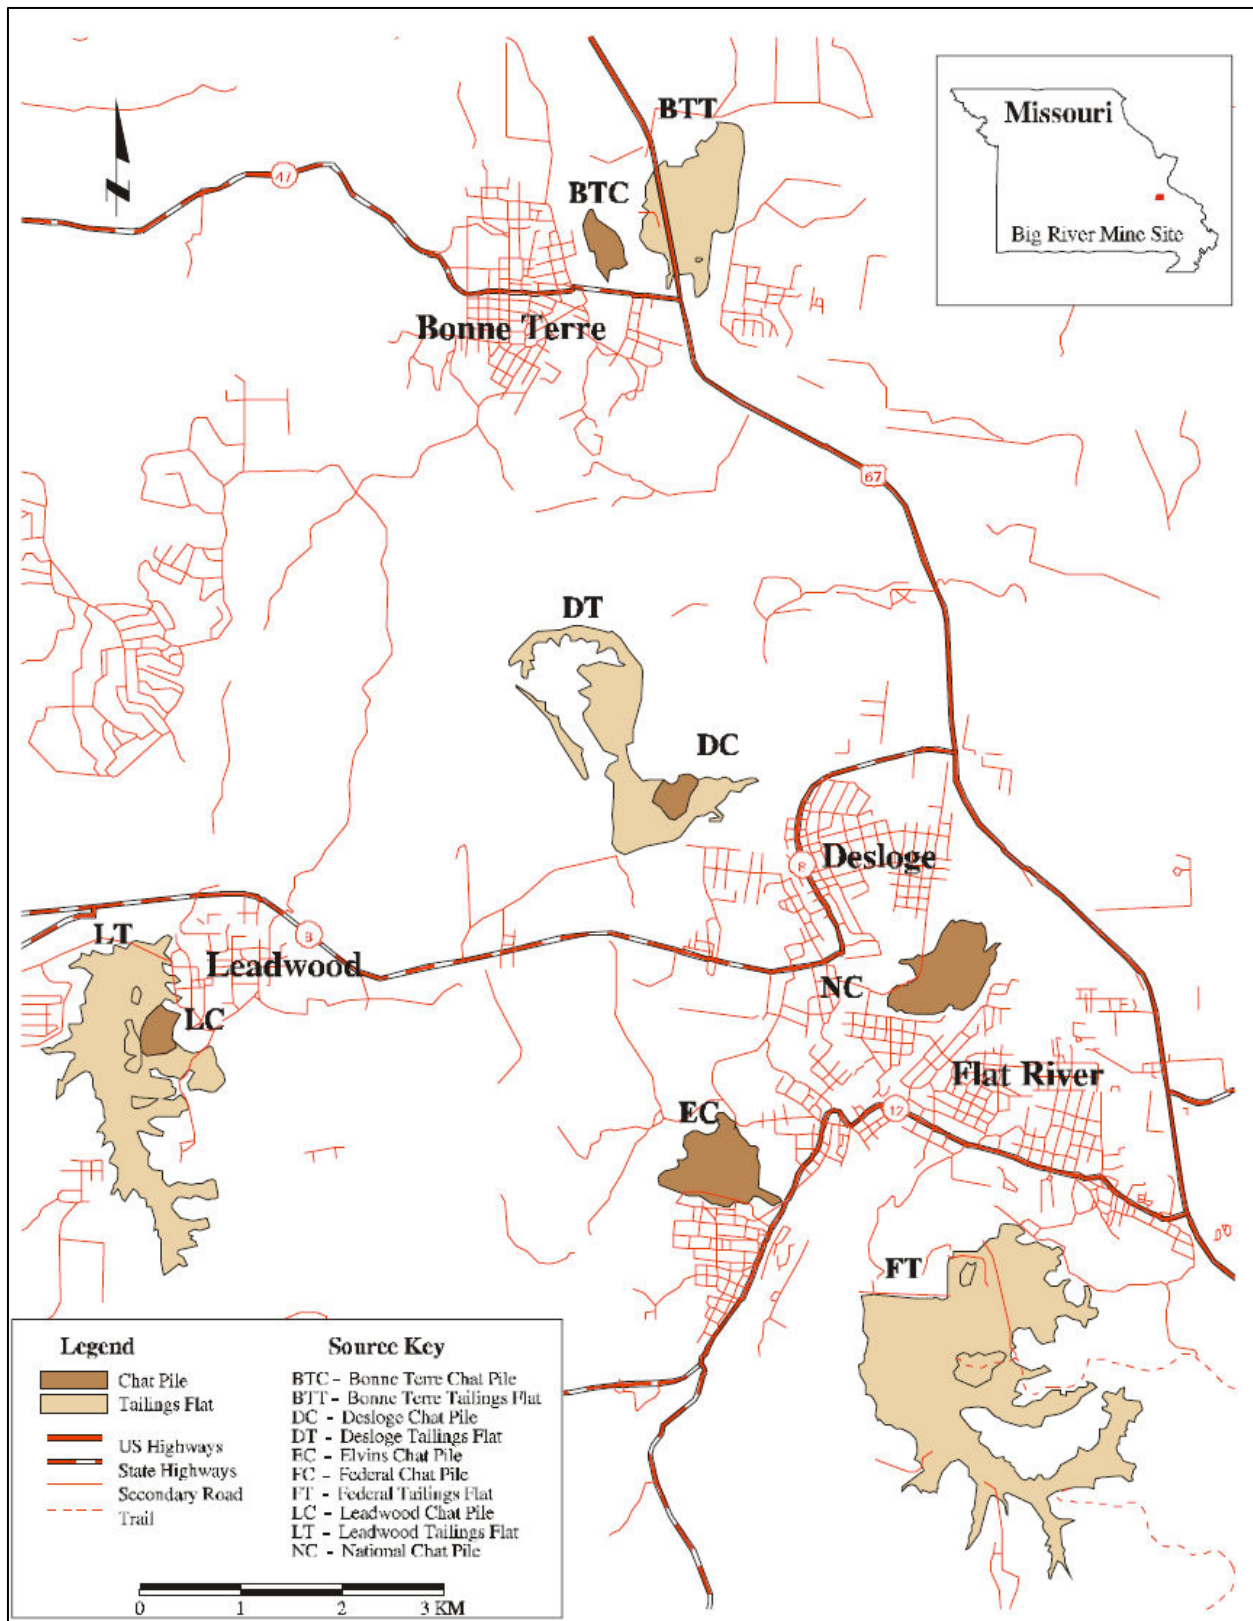 BTT
Missouri
47
BTC
Big River Mine Site
Bonne Terre
67
DT
DC
8
Desloge
LT
8
Leadwood
NC
LC
Flat River
EC
12
FT
Legend
Chat Pile
Tailings Flat
US Highways
State Highways
Secondary Road
Trail
Source Key
BTC - Bonne Terre Chat Pile
BTT - Bonne Terre Tailings Flat
DC - Desloge Chat Pile
DT - Desloge Tailings Flat
EC - Elvins Chat Pile
FC - Federal Chat Pile
FT - Federal Tailings Flat
LC - Leadwood Chat Pile
LT - Leadwood Tailings Flat
NC - National Chat Pile
0 1 2 3 KM
N